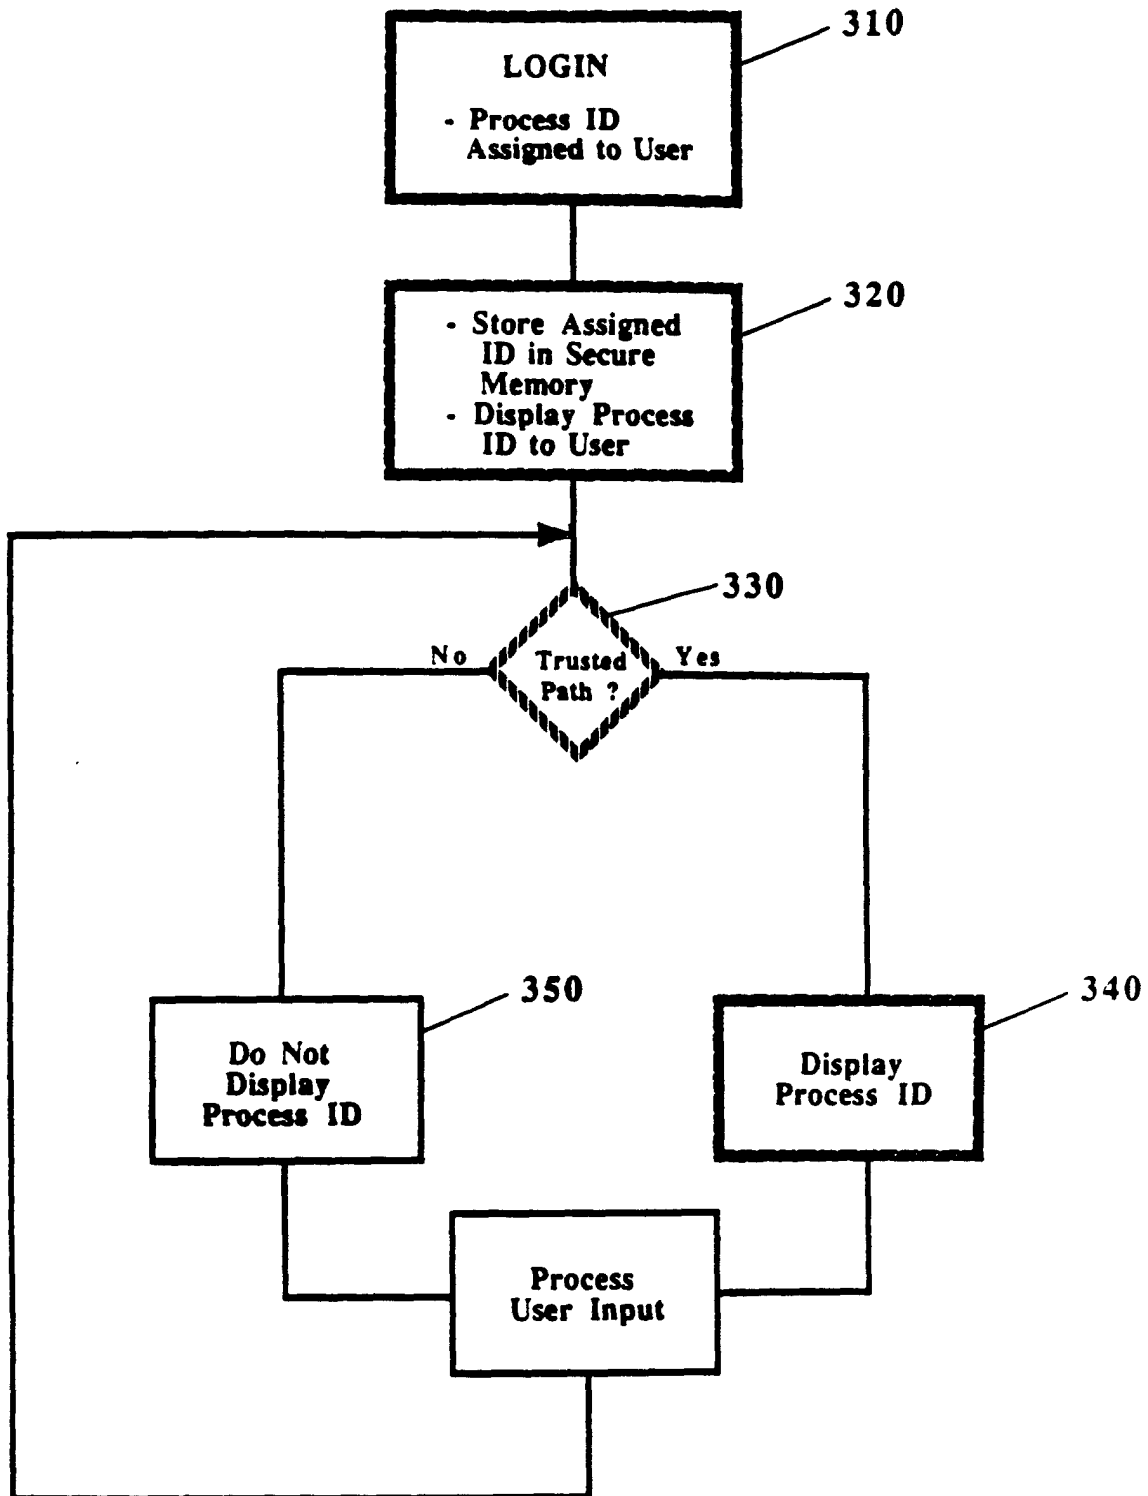 310
LOGIN
- Process ID
Assigned to User
320
- Store Assigned
ID in Secure
Memory
- Display Process
ID to User
330
No
Trusted
Path ?
Yes
350
Do Not
Display
Process ID
340
Display
Process ID
Process
User Input